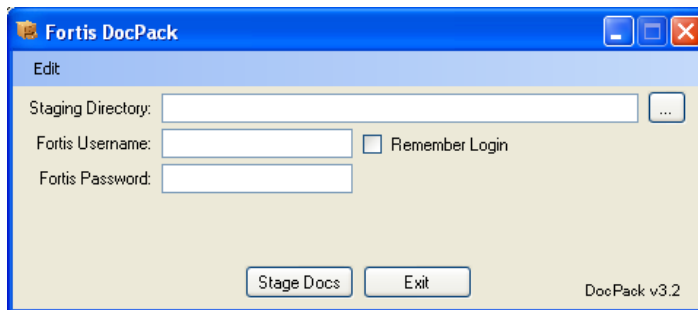 Fortis DocPack
Edit
Staging Directory:
...
Fortis Username:
Remember Login
Fortis Password:
Stage Docs
Exit
DocPack v3.2